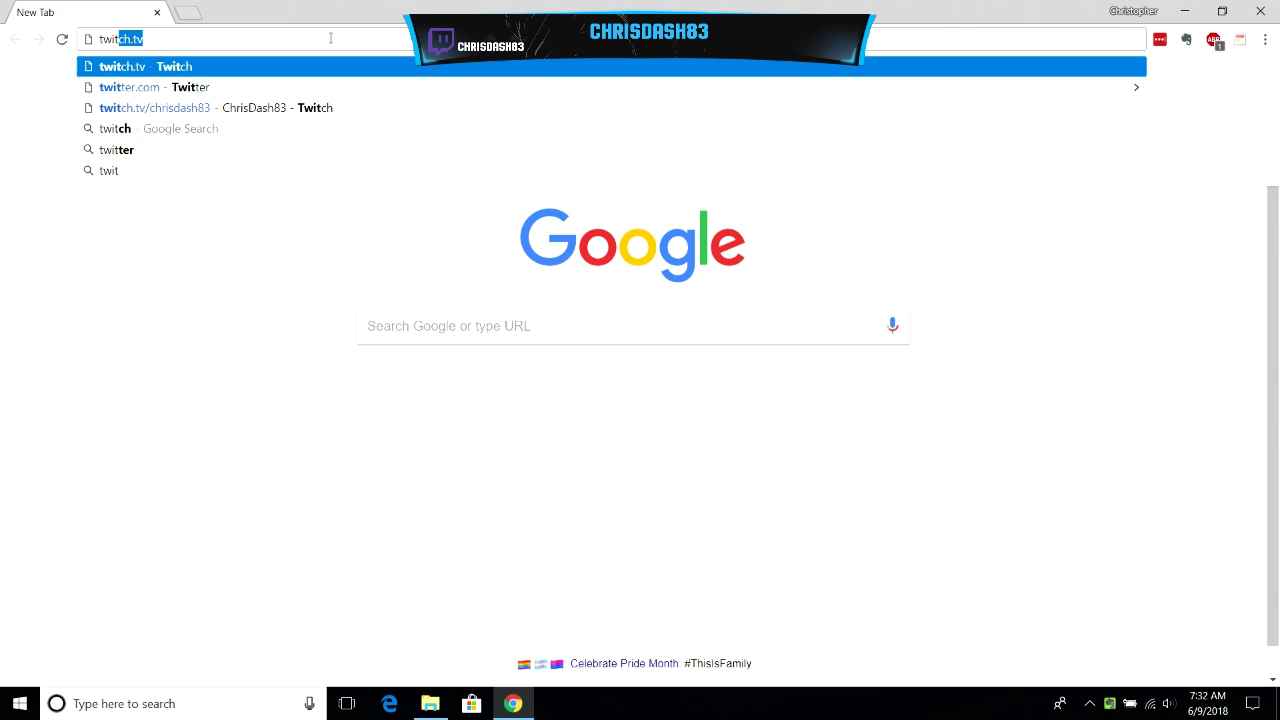 New Tab
Christopher
twitch.tv
CHRISDASH83
CHRISDASH83
ABP
1
twitch.tv - Twitch
twitter.com - Twitter
twitch.tv/chrisdash83 - ChrisDash83 - Twitch
twitch - Google Search
twitter
twit
Google
Search Google or type URL
Celebrate Pride Month. #ThisIsFamily
Type here to search
7:32 AM
6/9/2018